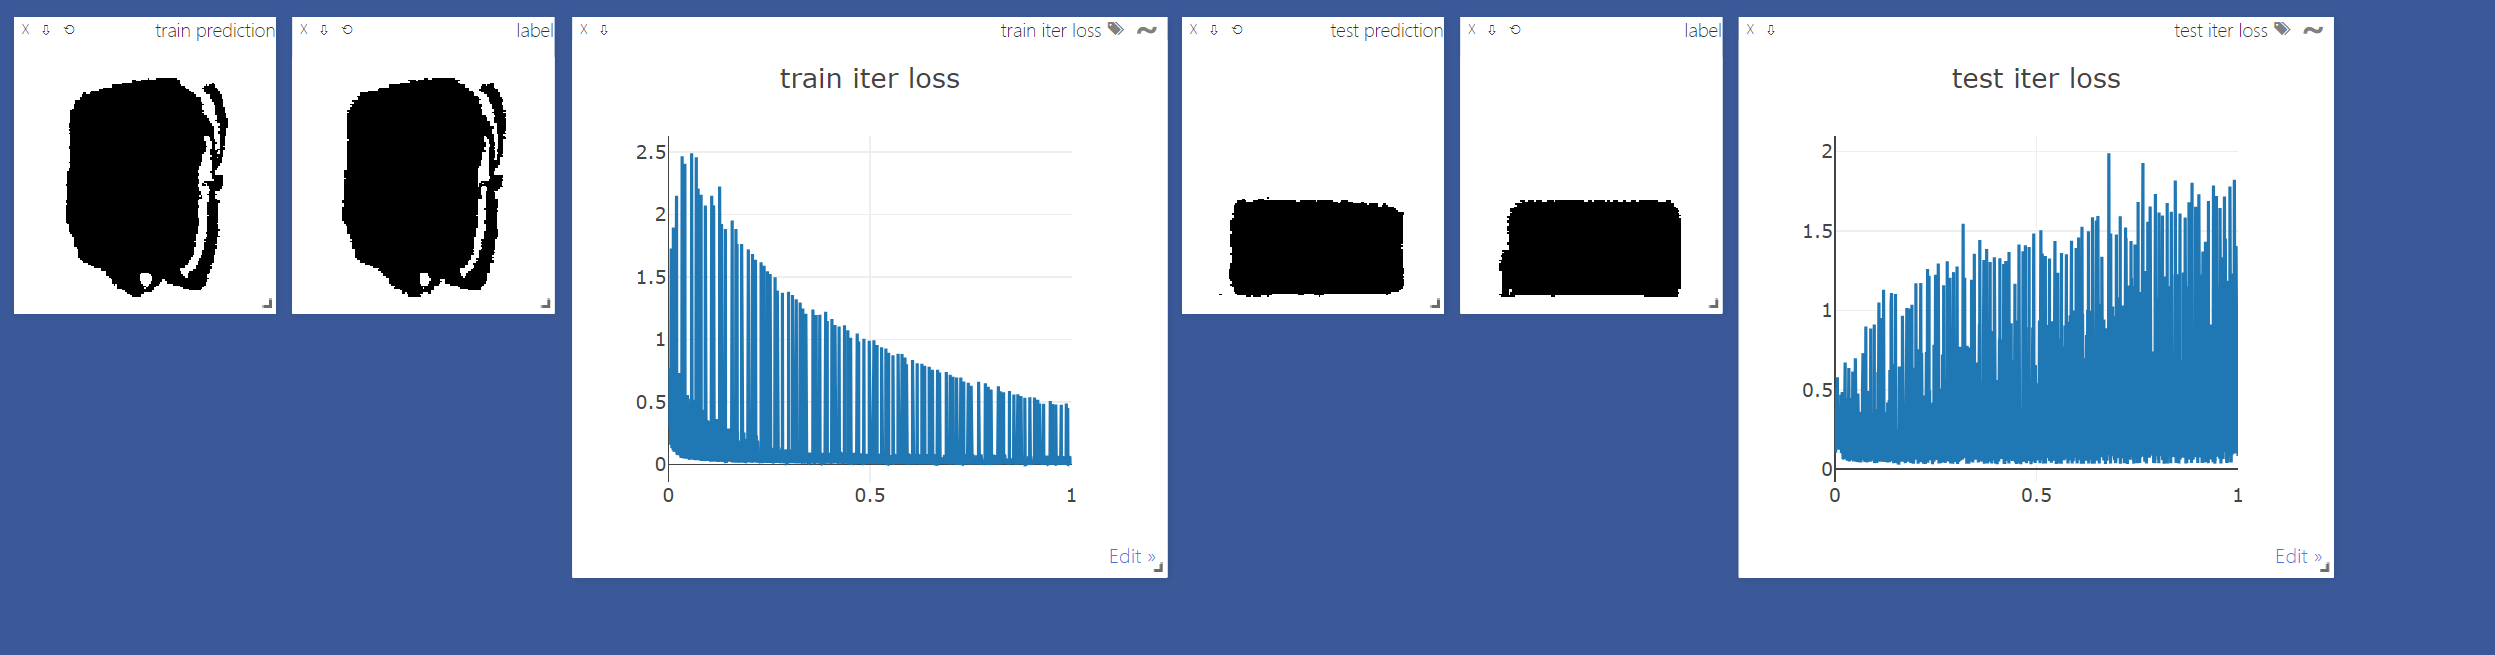 X ⇩ ⟲ train prediction
X ⇩ ⟲ label
X ⇩ train iter loss
train iter loss
2.5
2
1.5
1
0.5
0
0 0.5 1
Edit »
X ⇩ ⟲ test prediction
X ⇩ ⟲ label
X ⇩ test iter loss
test iter loss
2
1.5
1
0.5
0
0 0.5 1
Edit »